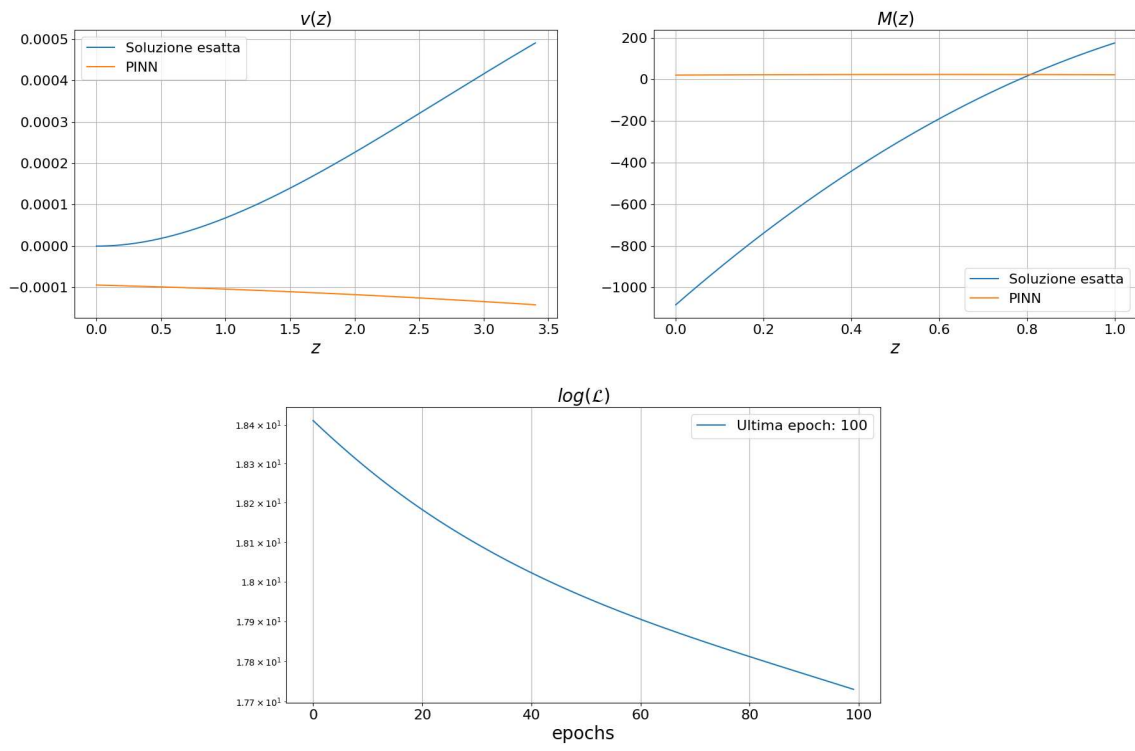 v(z)
0.0005
0.0004
0.0003
0.0002
0.0001
0.0000
−0.0001
Soluzione esatta
PINN
0.0 0.5 1.0 1.5 2.0 2.5 3.0 3.5
z
M(z)
200
0
−200
−400
−600
−800
−1000
Soluzione esatta
PINN
0.0 0.2 0.4 0.6 0.8 1.0
z
log(ℒ)
1.84 × 10¹
1.83 × 10¹
1.82 × 10¹
1.81 × 10¹
1.8 × 10¹
1.79 × 10¹
1.78 × 10¹
1.77 × 10¹
Ultima epoch: 100
0 20 40 60 80 100
epochs